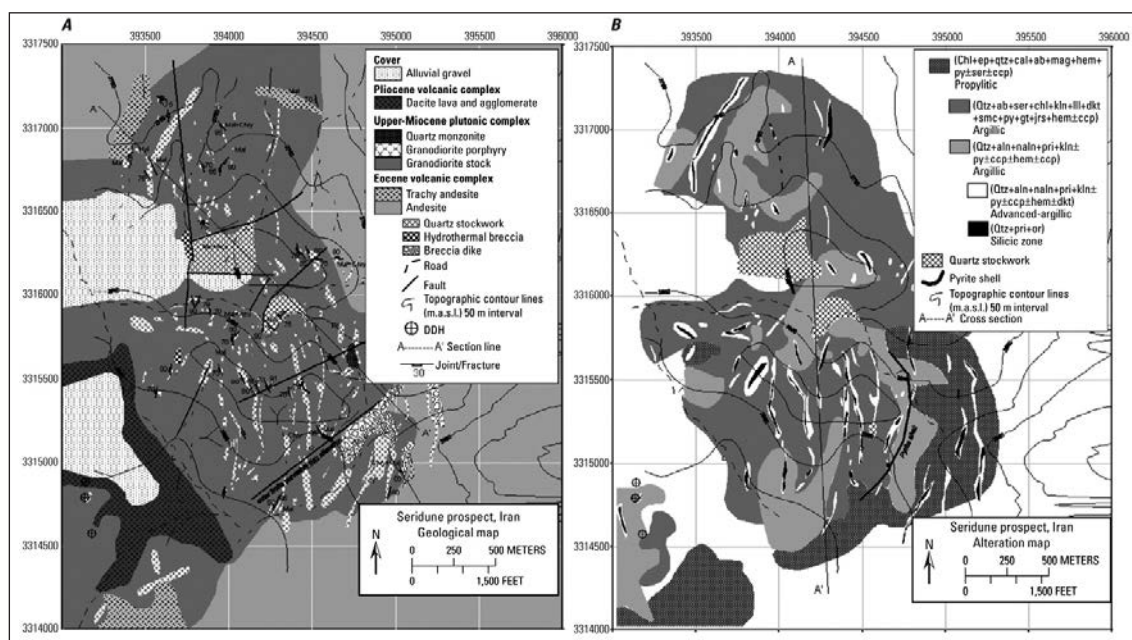 A
393500 394000 394500 395000 395500 396000
3317500
3317000
3316500
3316000
3315500
3315000
3314500
3314000
A
A'
Cover
Alluvial gravel
Pliocene volcanic complex
Dacite lava and agglomerate
Upper-Miocene plutonic complex
Quartz monzonite
Granodiorite porphyry
Granodiorite stock
Eocene volcanic complex
Trachy andesite
Andesite
Quartz stockwork
Hydrothermal breccia
Breccia dike
Road
Fault
Topographic contour lines
(m.a.s.l.) 50 m interval
DDH
A A' Section line
Joint/Fracture
30
Seridune prospect, Iran
Geological map
N
0 250 500 METERS
0 1,500 FEET
B
393500 394000 394500 395000 395500 396000
3317500
3317000
3316500
3316000
3315500
3315000
3314500
3314000
A
A'
(Chl+ep+qtz+cal+ab+mag+hem+
py±ser±ccp)
Propylitic
(Qtz+ab+ser+chl+kln+Ill+dkt
+smc+py+gt+jrs+hem±ccp)
Argillic
(Qtz+aln+naln+pri+kln±
py±ccp±hem±ccp)
Argillic
(Qtz+aln+naln+pri+kln±
py±ccp±hem±dkt)
Advanced-argillic
(Qtz+pri+or)
Silicic zone
Quartz stockwork
Pyrite shell
Topographic contour lines
(m.a.s.l.) 50 m interval
A A' Cross section
Seridune prospect, Iran
Alteration map
N
0 250 500 METERS
0 1,500 FEET